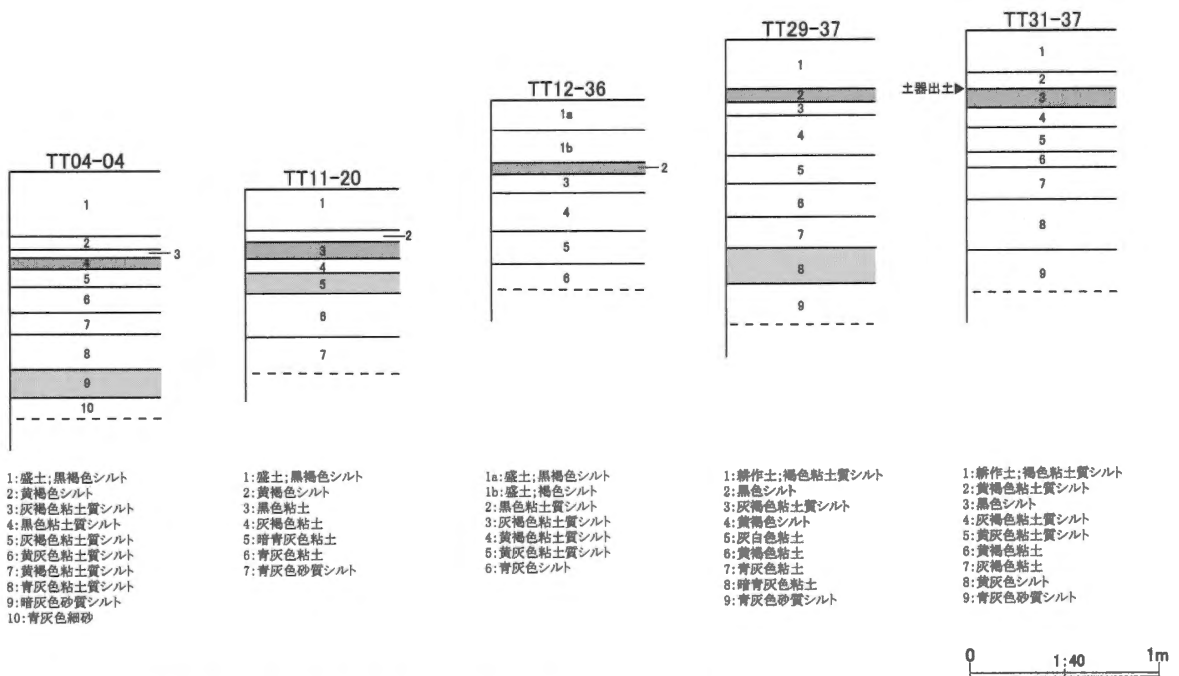 TT04-04
1
2
3
4
5
6
7
8
9
10
1:盛土;黒褐色シルト
2:黄褐色シルト
3:灰褐色粘土質シルト
4:黒色粘土質シルト
5:灰褐色粘土質シルト
6:黄灰色粘土質シルト
7:黄褐色粘土質シルト
8:青灰色粘土質シルト
9:暗灰色砂質シルト
10:青灰色細砂
TT11-20
1
2
3
4
5
6
7
1:盛土;黒褐色シルト
2:黄褐色シルト
3:黒色粘土
4:灰褐色粘土
5:暗青灰色粘土
6:青灰色粘土
7:青灰色砂質シルト
TT12-36
1a
1b
2
3
4
5
6
1a:盛土;黒褐色シルト
1b:盛土;褐色シルト
2:黒色粘土質シルト
3:灰褐色粘土質シルト
4:黄褐色粘土質シルト
5:黄灰色粘土質シルト
6:青灰色シルト
TT29-37
1
2
3
4
5
6
7
8
9
1:耕作土;褐色粘土質シルト
2:黒色シルト
3:灰褐色粘土質シルト
4:黄褐色シルト
5:灰白色粘土
6:黄褐色粘土
7:青灰色粘土
8:暗青灰色粘土
9:青灰色砂質シルト
TT31-37
土器出土▶
1
2
3
4
5
6
7
8
9
1:耕作土;褐色粘土質シルト
2:黄褐色粘土質シルト
3:黒色シルト
4:灰褐色粘土質シルト
5:黄灰色粘土質シルト
6:黄褐色粘土
7:灰褐色粘土
8:黄灰色シルト
9:青灰色砂質シルト
0 1:40 1m